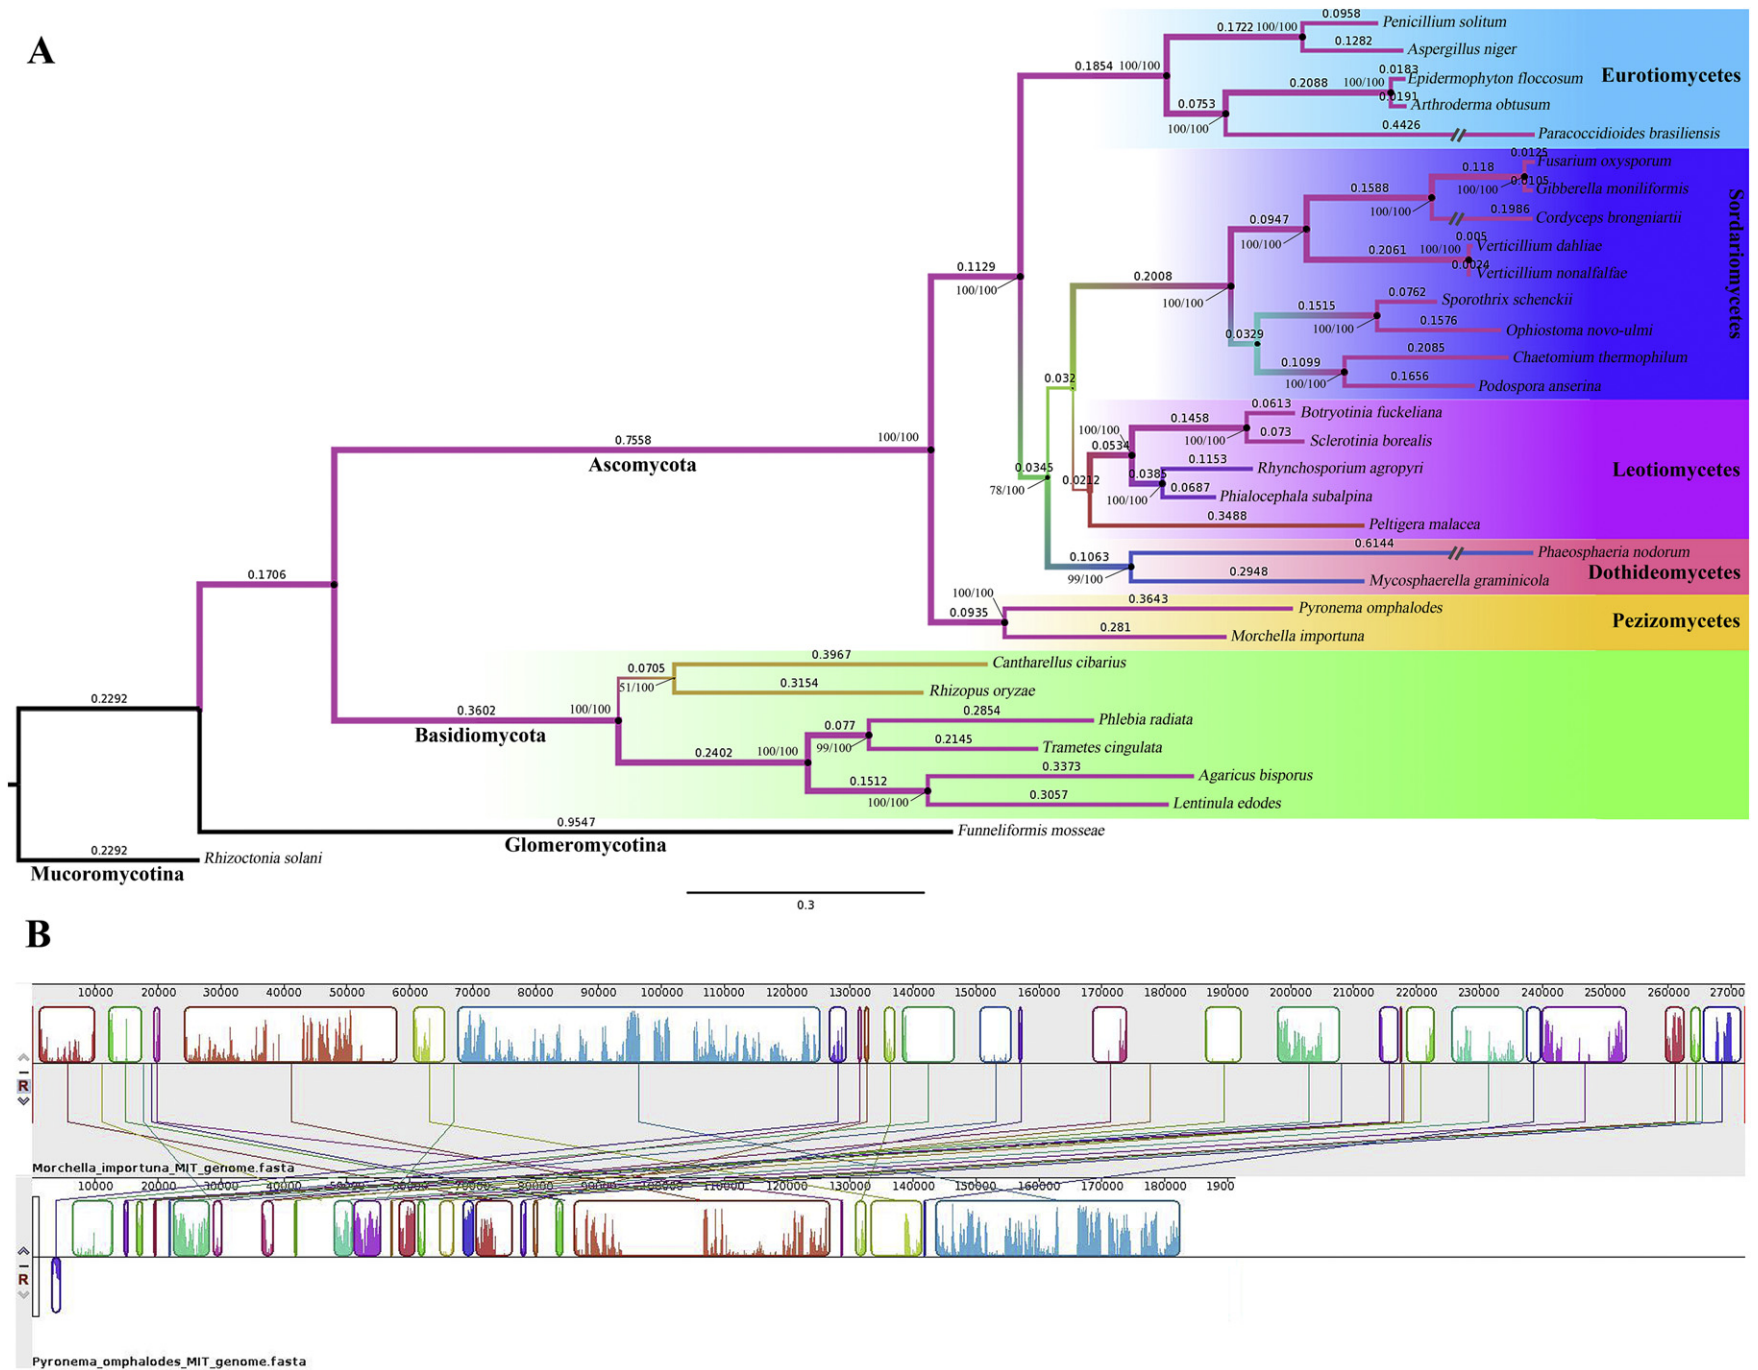 A
0.0958
Penicillium solitum
0.1722 100/100
0.1282
Aspergillus niger
0.1854 100/100
0.0183
Epidermophyton floccosum
Eurotiomycetes
0.2088 100/100
0.0191
Arthroderma obtusum
0.0753
100/100
0.4426
Paracoccidioides brasiliensis
0.0125
Fusarium oxysporum
0.118
100/100
0.0105
Gibberella moniliformis
0.1588
100/100
0.1986
Cordyceps brongniartii
Sordariomycetes
0.0947
100/100
0.005
Verticillium dahliae
0.2061
100/100
0.0024
Verticillium nonalfalfae
0.1129
100/100
0.2008
100/100
0.0762
Sporothrix schenckii
0.1515
100/100
0.1576
Ophiostoma novo-ulmi
0.0329
0.2085
Chaetomium thermophilum
0.1099
100/100
0.1656
Podospora anserina
0.032
0.0613
Botryotinia fuckeliana
0.1458
100/100
100/100
0.073
Sclerotinia borealis
0.7558
100/100
Ascomycota
0.0534
0.0345
78/100
0.0212
0.1153
Rhynchosporium agropyri
Leotiomycetes
0.0385
100/100
0.0687
Phialocephala subalpina
0.3488
Peltigera malacea
0.6144
Phaeosphaeria nodorum
0.1063
99/100
0.2948
Mycosphaerella graminicola
Dothideomycetes
0.1706
100/100
0.0935
0.3643
Pyronema omphalodes
Pezizomycetes
0.281
Morchella importuna
0.3967
Cantharellus cibarius
0.0705
51/100
0.3154
Rhizopus oryzae
0.2292
0.3602
100/100
Basidiomycota
0.2854
Phlebia radiata
0.077
99/100
0.2145
Trametes cingulata
0.2402
100/100
0.3373
Agaricus bisporus
0.1512
100/100
0.3057
Lentinula edodes
0.9547
Funneliformis mosseae
Glomeromycotina
0.2292
Rhizoctonia solani
Mucoromycotina
0.3
B
10000 20000 30000 40000 50000 60000 70000 80000 90000 100000 110000 120000 130000 140000 150000 160000 170000 180000 190000 200000 210000 220000 230000 240000 250000 260000 270000
R
Morchella_importuna_MIT_genome.fasta
10000 20000 30000 40000 50000 60000 70000 80000 90000 100000 110000 120000 130000 140000 150000 160000 170000 180000 1900
R
Pyronema_omphalodes_MIT_genome.fasta